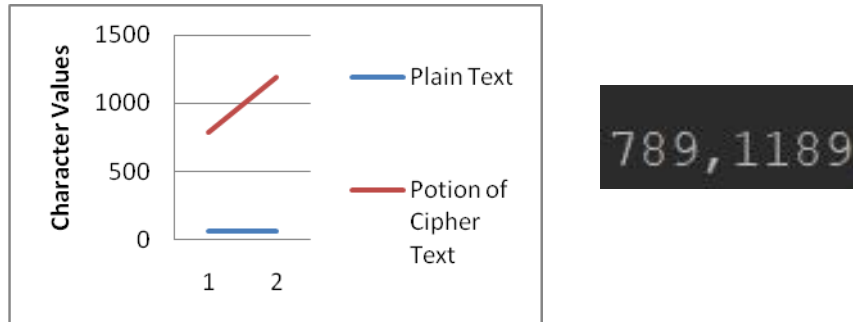 Character Values
1500
1000
500
0
1 2
Plain Text
Potion of
Cipher
Text
789,1189